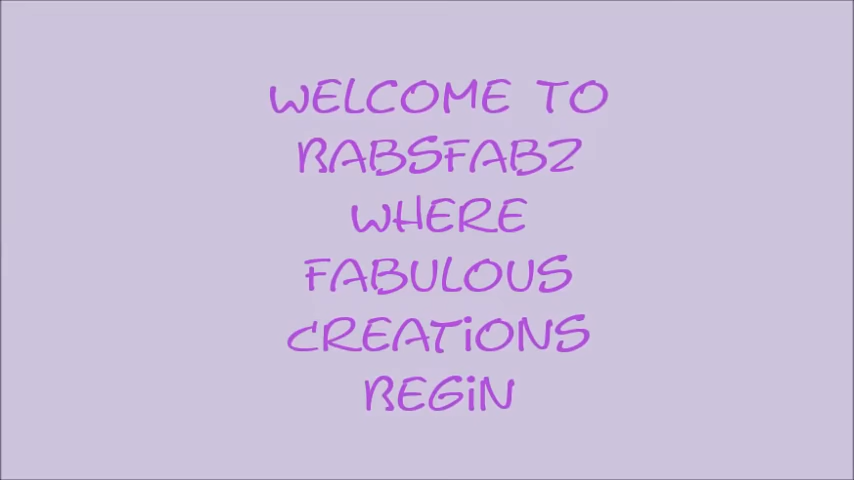 WELCOME TO
BABSFABZ
WHERE
FABULOUS
CREATiONS
BEGiN